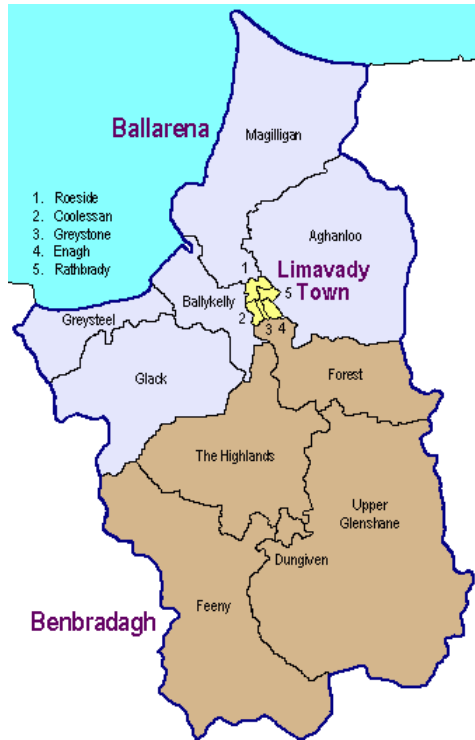 Ballarena
Magilligan
1. Roeside
2. Coolessan
3. Greystone
4. Enagh
5. Rathbrady
Aghanloo
1
Limavady
Town
5
Ballykelly
Greysteel
2
3 4
Glack
Forest
The Highlands
Upper
Glenshane
Dungiven
Feeny
Benbradagh